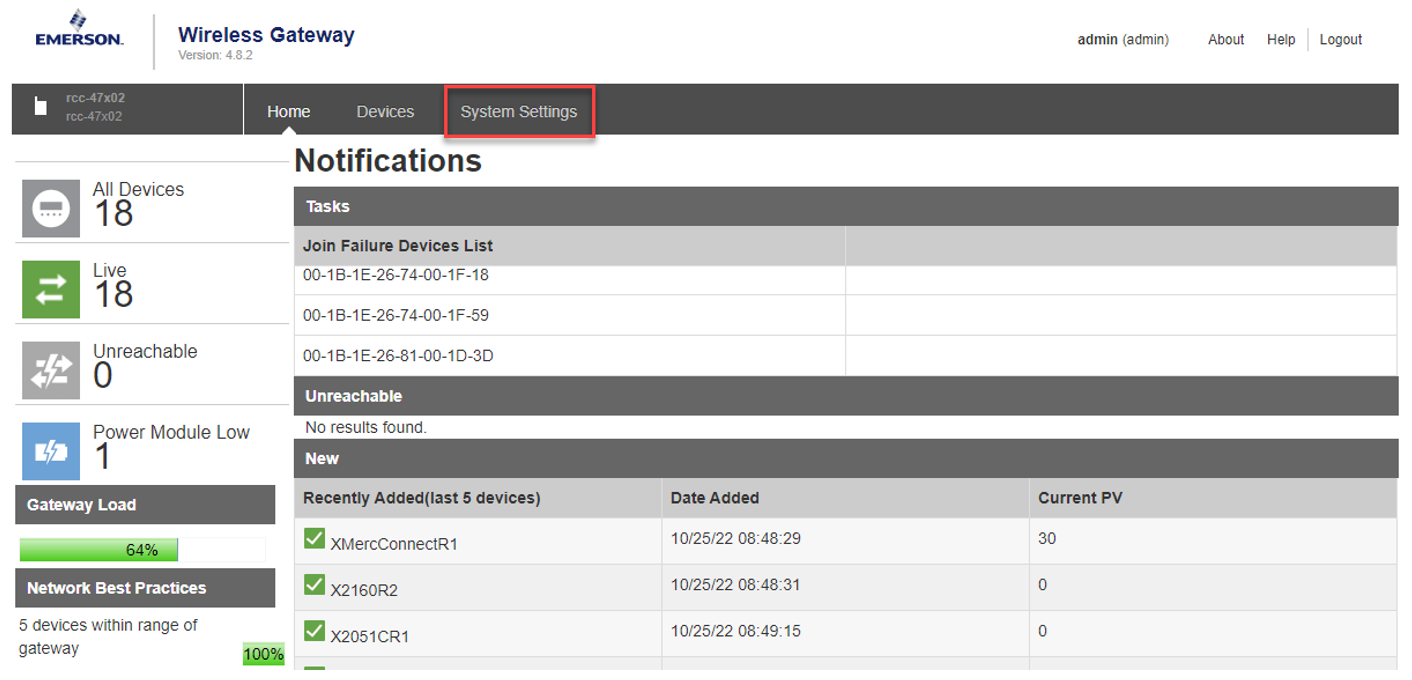 EMERSON.
Wireless Gateway
Version: 4.8.2
admin (admin)
About
Help
Logout
rcc-47x02
rcc-47x02
Home
Devices
System Settings
All Devices
18
Live
18
Unreachable
0
Power Module Low
1
Gateway Load
64%
Network Best Practices
5 devices within range of
gateway
100%
Notifications
Tasks
Join Failure Devices List
00-1B-1E-26-74-00-1F-18
00-1B-1E-26-74-00-1F-59
00-1B-1E-26-81-00-1D-3D
Unreachable
No results found.
New
Recently Added(last 5 devices) Date Added Current PV
XMercConnectR1 10/25/22 08:48:29 30
X2160R2 10/25/22 08:48:31 0
X2051CR1 10/25/22 08:49:15 0